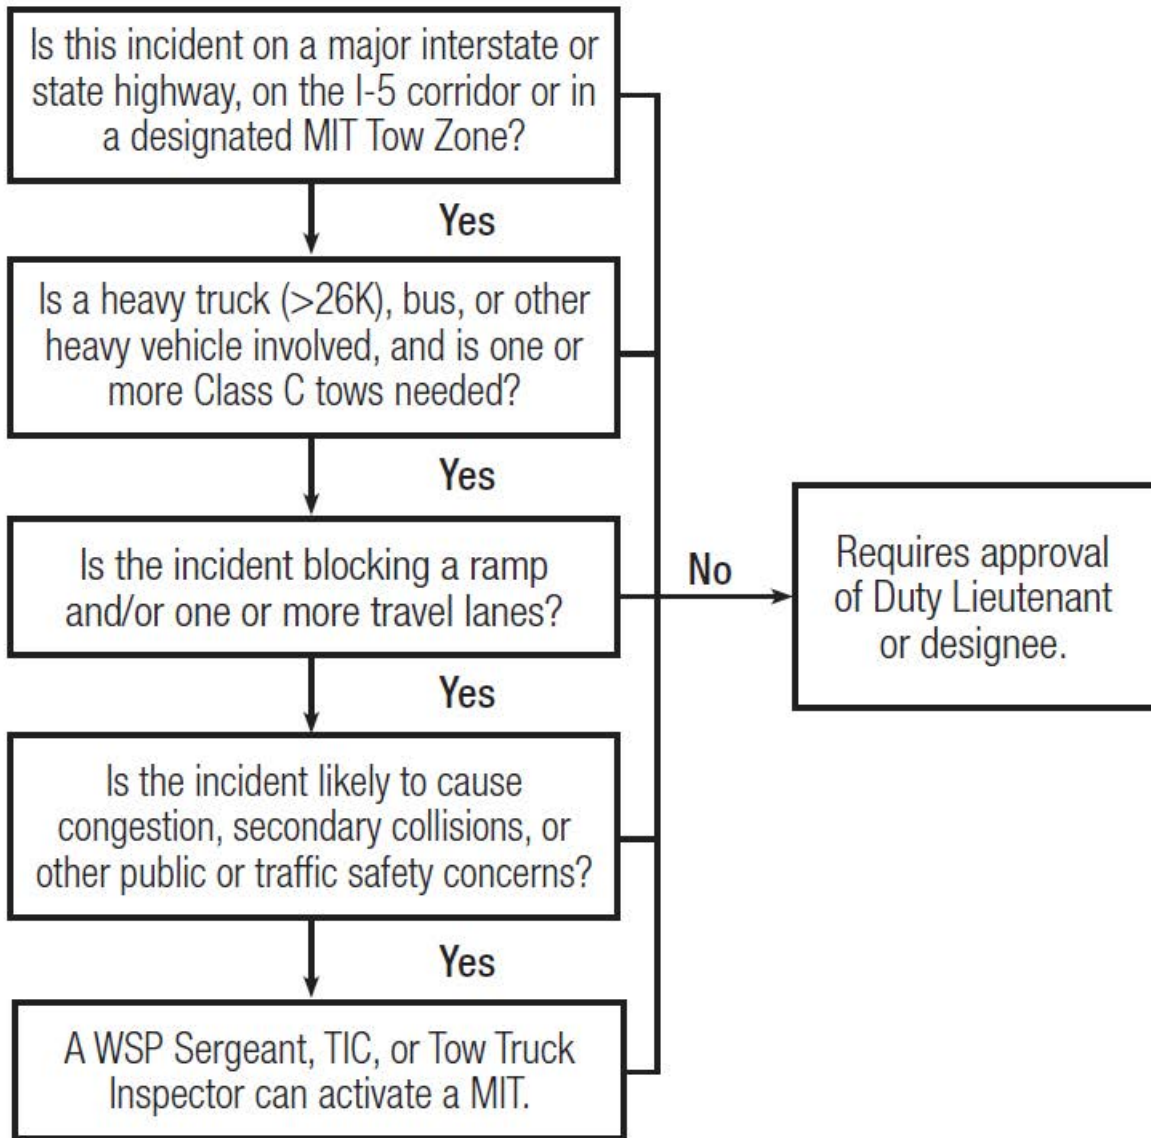 Is this incident on a major interstate or
state highway, on the I-5 corridor or in
a designated MIT Tow Zone?
Yes
Is a heavy truck (>26K), bus, or other
heavy vehicle involved, and is one or
more Class C tows needed?
Yes
Is the incident blocking a ramp
and/or one or more travel lanes?
No
Requires approval
of Duty Lieutenant
or designee.
Yes
Is the incident likely to cause
congestion, secondary collisions, or
other public or traffic safety concerns?
Yes
A WSP Sergeant, TIC, or Tow Truck
Inspector can activate a MIT.